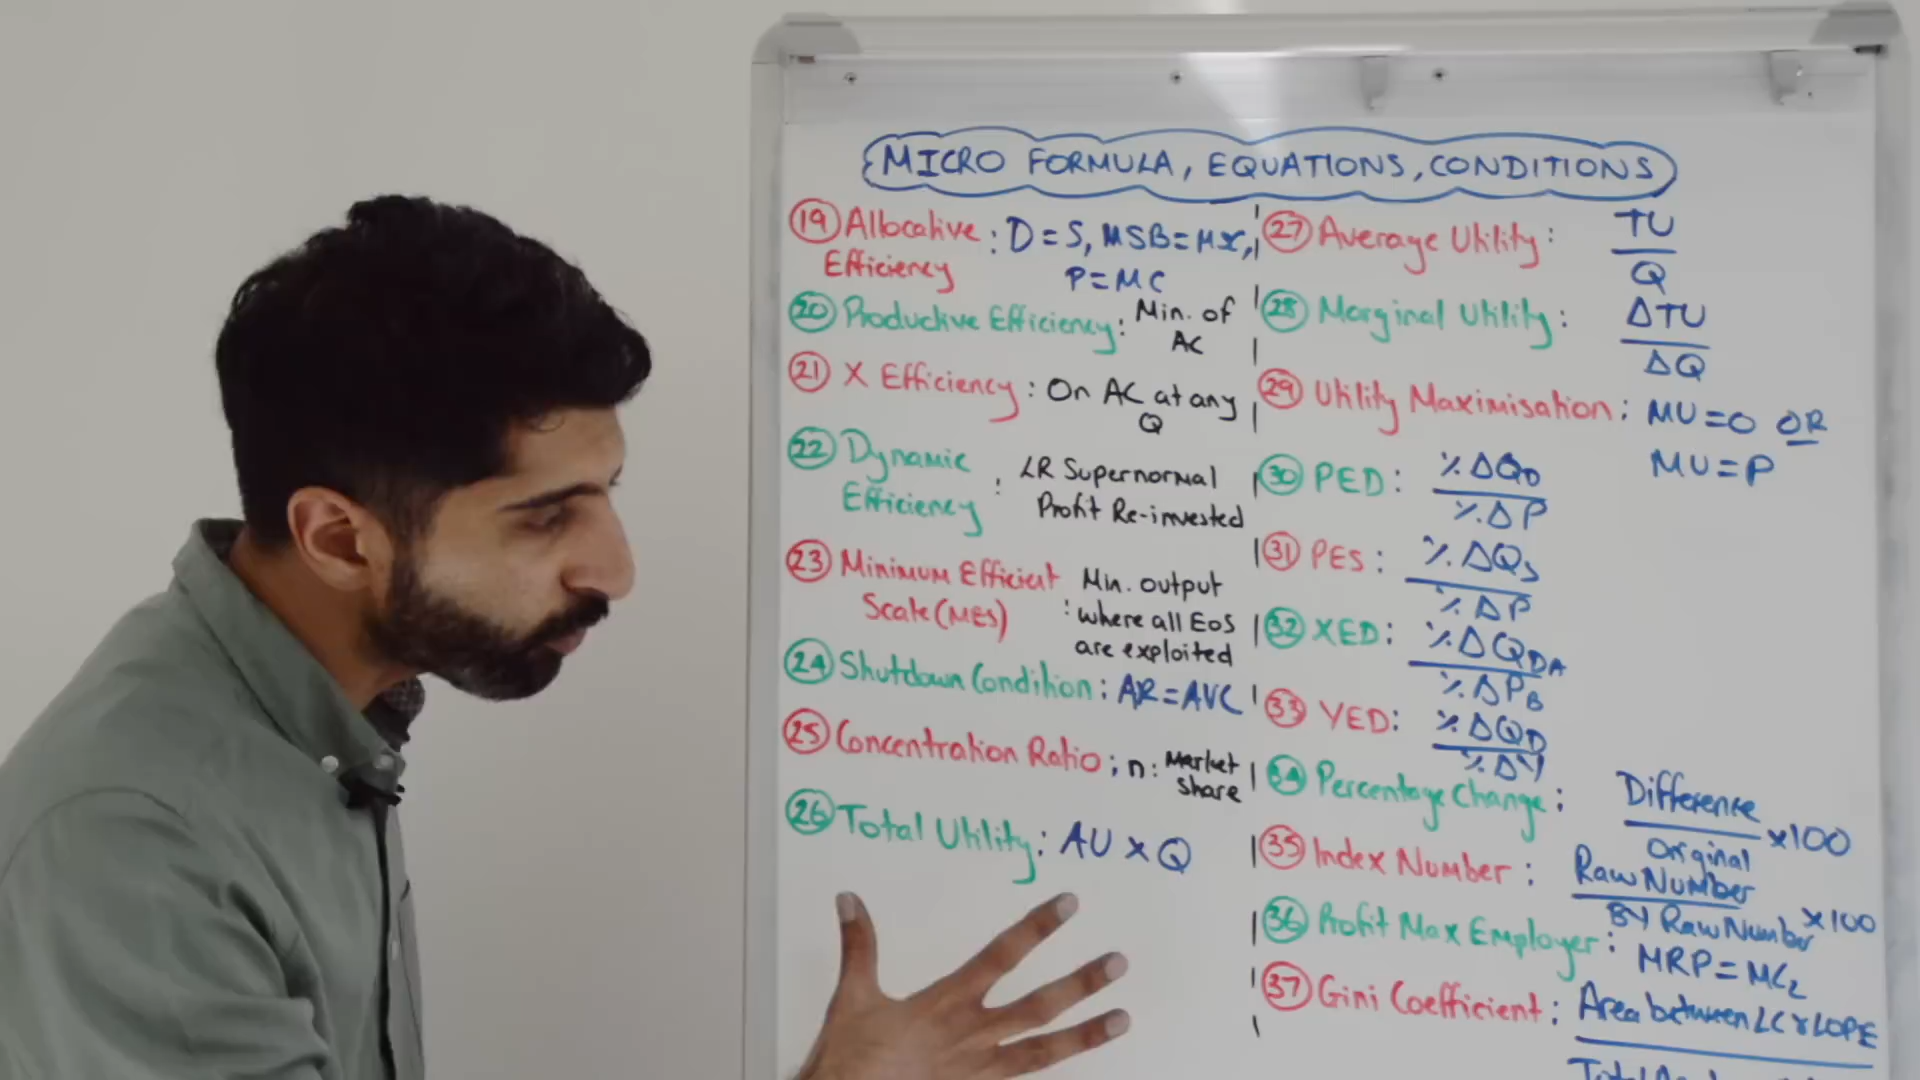 MICRO FORMULA, EQUATIONS, CONDITIONS
19 Allocative Efficiency : D = S, MSB = MSC, P = MC
20 Productive Efficiency : Min. of AC
21 X Efficiency : On AC at any Q
22 Dynamic Efficiency : LR Supernormal Profit Re-invested
23 Minimum Efficient Scale (MES) : Min. output where all EoS are exploited
24 Shutdown Condition : AR = AVC
25 Concentration Ratio ; n : Market share
26 Total Utility : AU x Q
27 Average Utility : TU
Q
28 Marginal Utility : ΔTU
ΔQ
29 Utility Maximisation : MU = 0 OR
MU = P
30 PED : %ΔQD
%ΔP
31 PES : %ΔQS
%ΔP
32 XED : %ΔQDA
%ΔPB
33 YED : %ΔQD
%ΔY
34 Percentage Change : Difference
Original x100
35 Index Number : Raw Number
BY Raw Number x100
36 Profit Max Employer : MRP = MCL
37 Gini Coefficient : Area between LC & LOPE